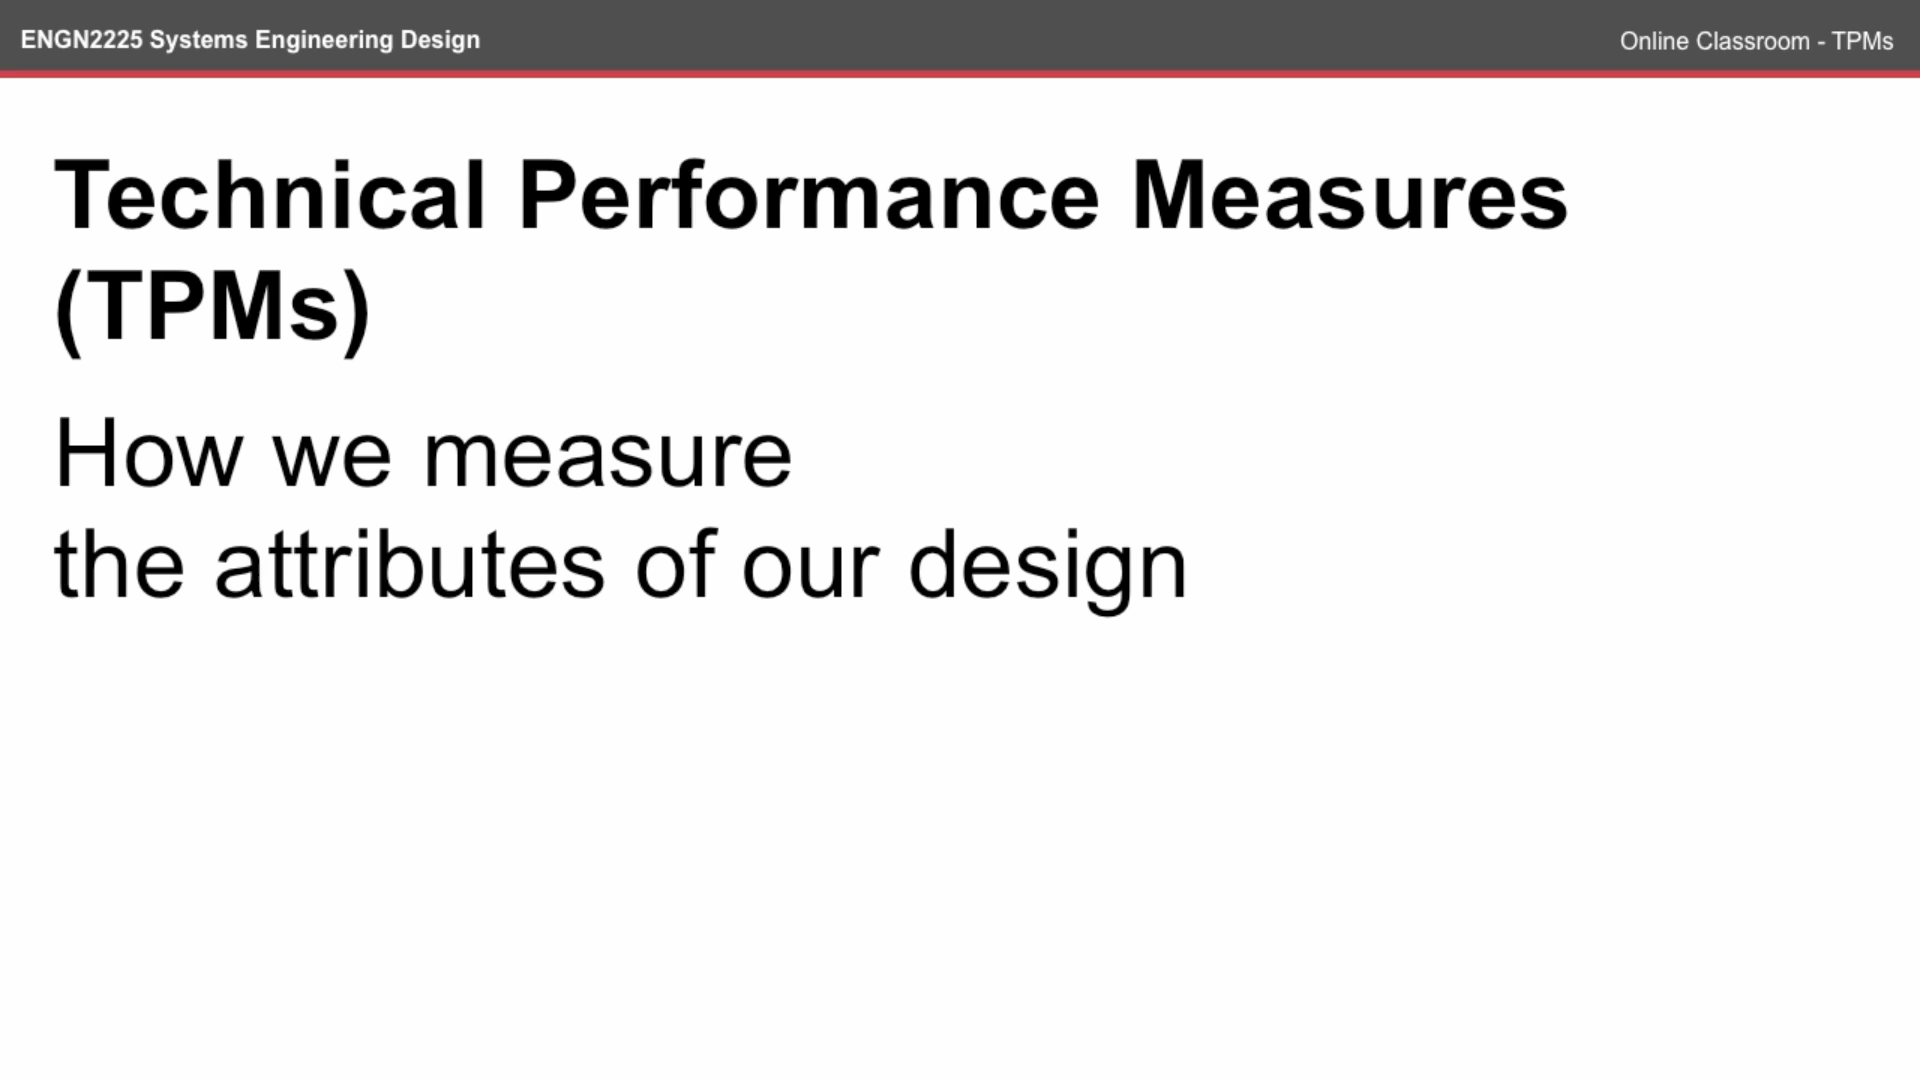 ENGN2225 Systems Engineering Design
Online Classroom - TPMs
Technical Performance Measures
(TPMs)
How we measure
the attributes of our design